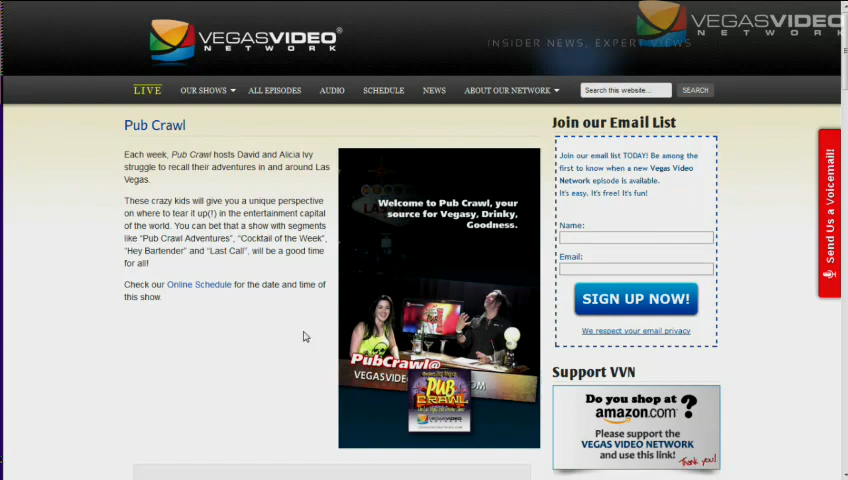 VEGASVIDEO®
NETWORK
INSIDER NEWS, EXPERT VIEWS
VEGASVIDEO
NETWORK
LIVE OUR SHOWS ALL EPISODES AUDIO SCHEDULE NEWS ABOUT OUR NETWORK Search this website... SEARCH
Pub Crawl
Each week, Pub Crawl hosts David and Alicia Ivy
struggle to recall their adventures in and around Las
Vegas.
These crazy kids will give you a unique perspective
on where to tear it up(!) in the entertainment capital
of the world. You can bet that a show with segments
like "Pub Crawl Adventures", "Cocktail of the Week",
"Hey Bartender" and "Last Call", will be a good time
for all!
Check our Online Schedule for the date and time of
this show.
Welcome to Pub Crawl, your
source for Vegasy, Drinky,
Goodness.
PubCrawl@
VEGASVIDEO
PUB
CRAWL
VEGASVIDEO
Join our Email List
Join our email list TODAY! Be among the
first to know when a new Vegas Video
Network episode is available.
It's easy. It's free! It's fun!
Name:
Email:
SIGN UP NOW!
We respect your email privacy
Support VVN
Do you shop at
amazon.com ?
Please support the
VEGAS VIDEO NETWORK
and use this link!
Thank you!
Send Us a Voicemail!